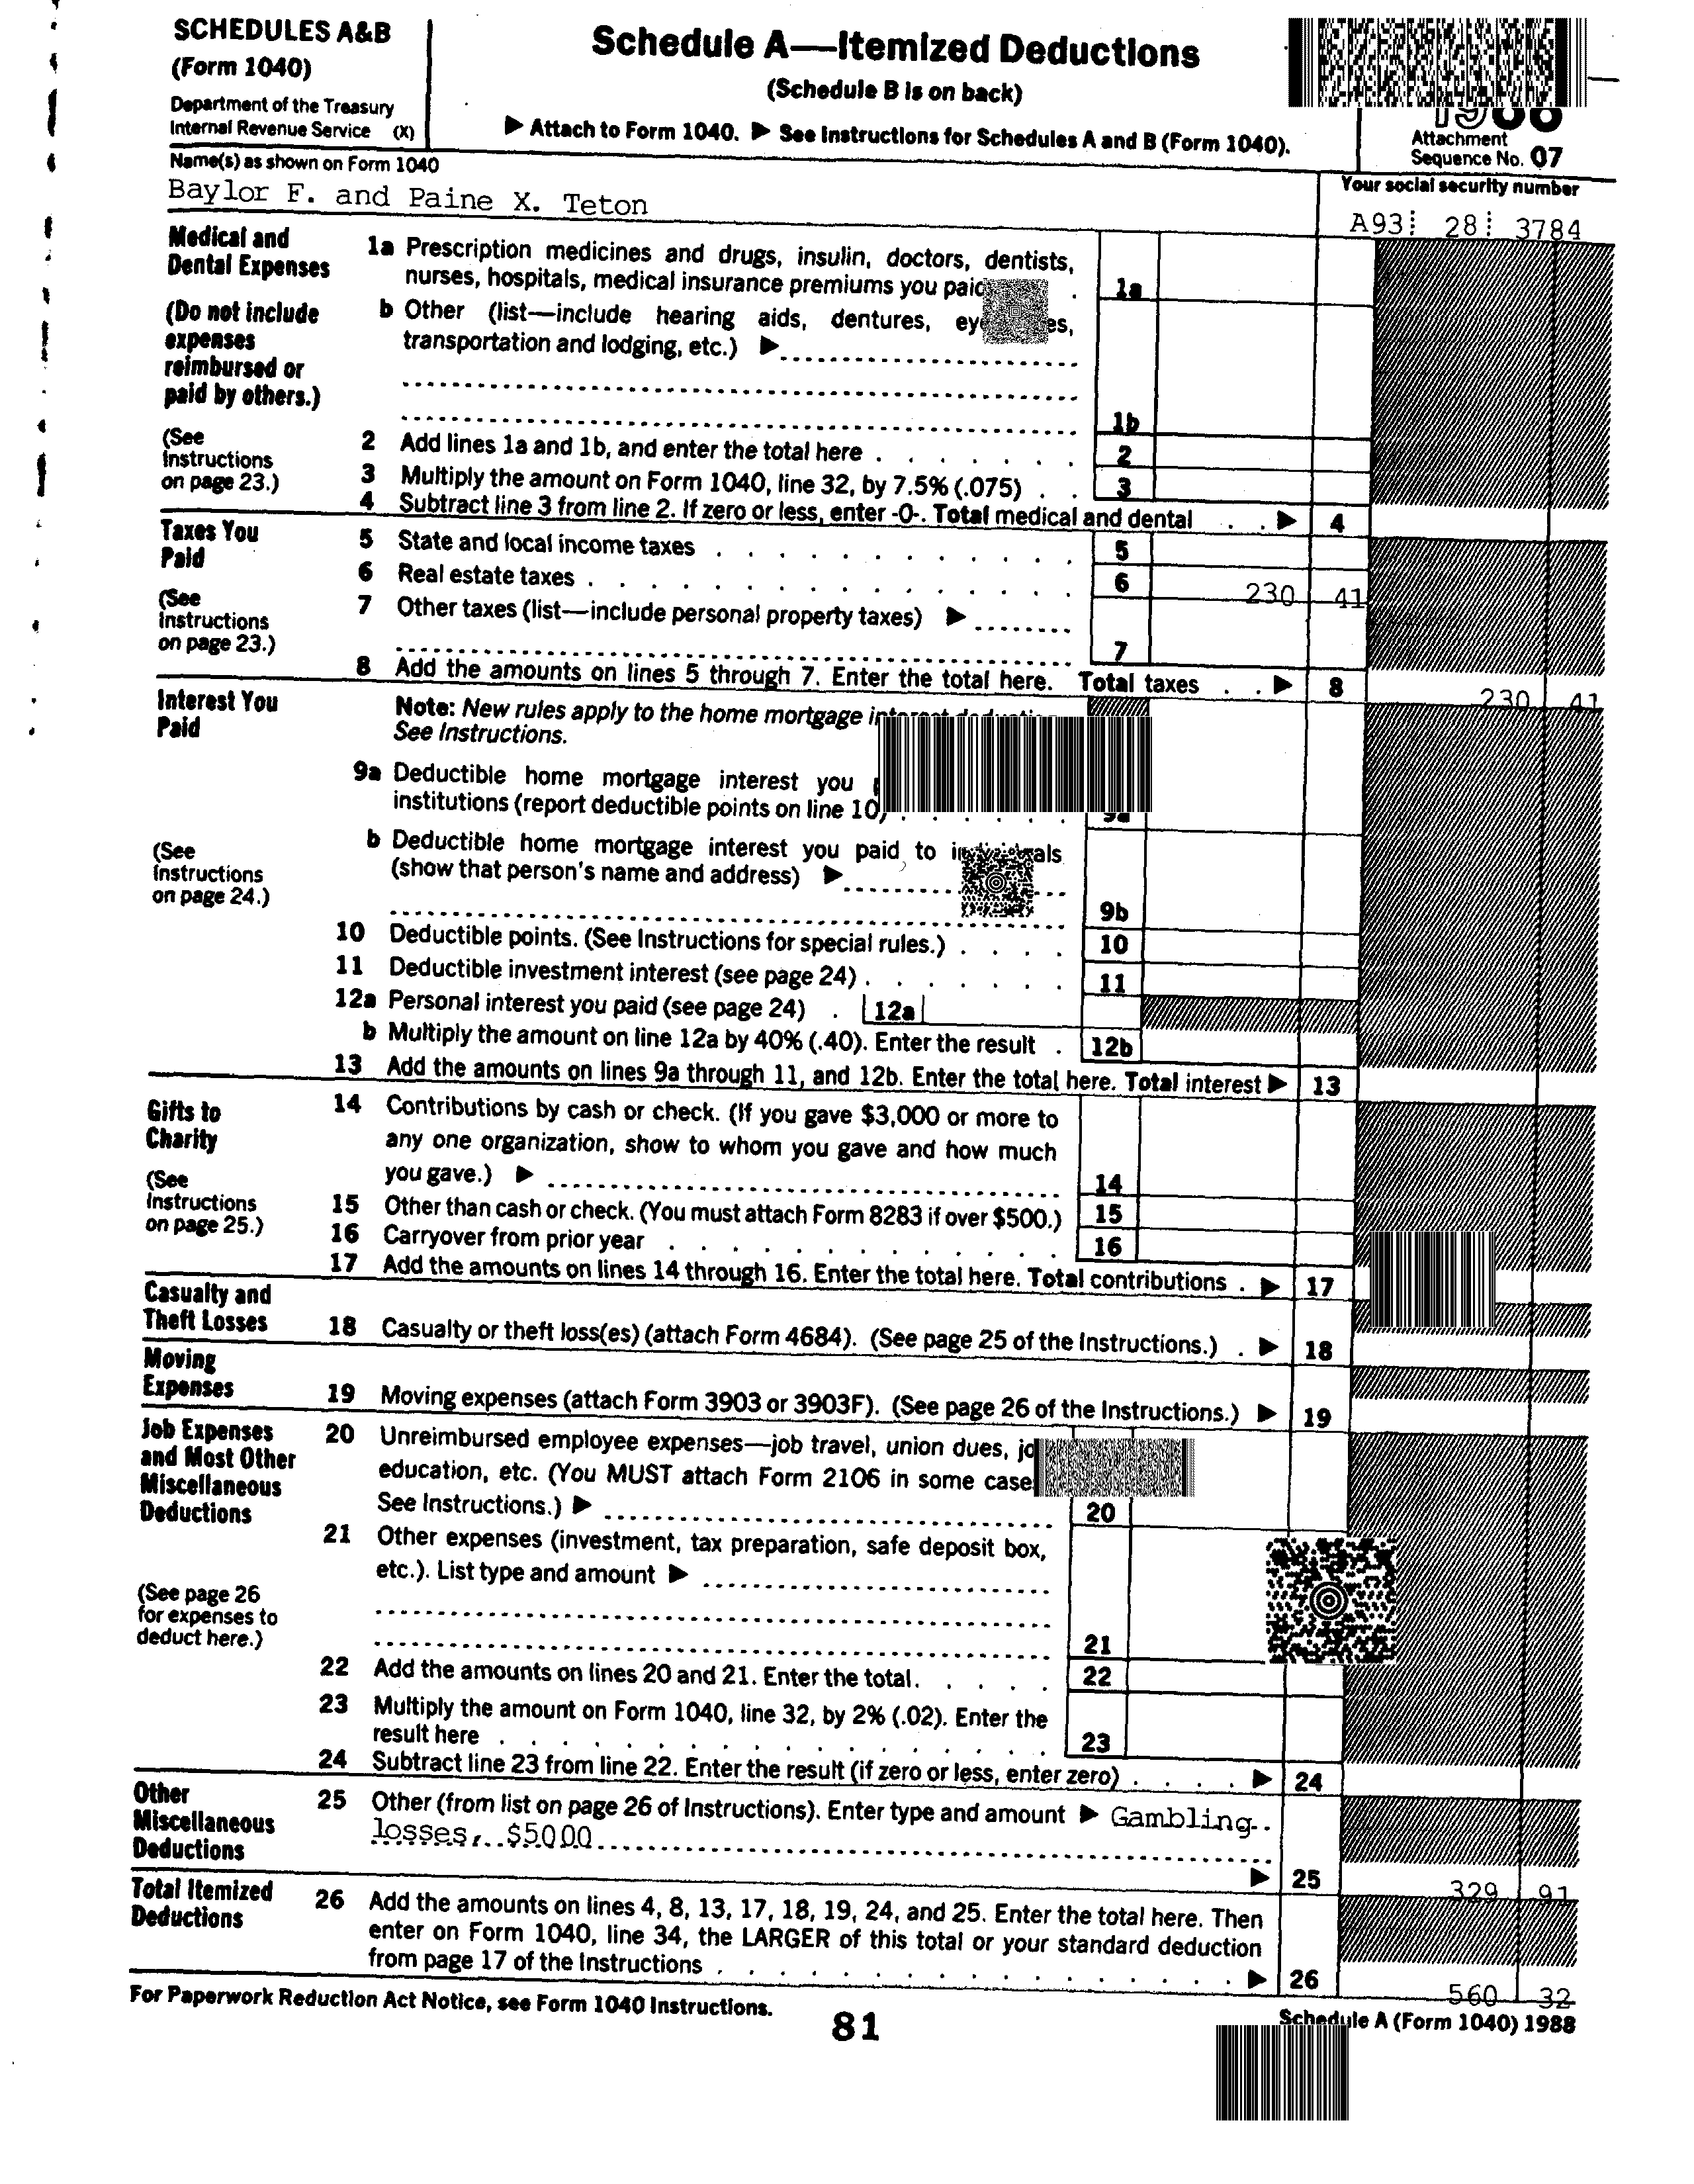 SCHEDULES A&B
(Form 1040)
Department of the Treasury
Internal Revenue Service (X)
Schedule A—Itemized Deductions
(Schedule B is on back)
▶ Attach to Form 1040. ▶ See Instructions for Schedules A and B (Form 1040).
Attachment
Sequence No. 07
Name(s) as shown on Form 1040
Baylor F. and Paine X. Teton
Your social security number
A93 28 3784
Medical and
Dental Expenses
(Do not include
expenses
reimbursed or
paid by others.)
(See
Instructions
on page 23.)
1a Prescription medicines and drugs, insulin, doctors, dentists,
nurses, hospitals, medical insurance premiums you paid . 1a
b Other (list—include hearing aids, dentures,
transportation and lodging, etc.) ▶
1b
2 Add lines 1a and 1b, and enter the total here . . . . . . . 2
3 Multiply the amount on Form 1040, line 32, by 7.5% (.075) . . 3
4 Subtract line 3 from line 2. If zero or less, enter -0-. Total medical and dental . . ▶ 4
Taxes You
Paid
(See
Instructions
on page 23.)
5 State and local income taxes . . . . . . . . . . . . 5
6 Real estate taxes . . . . . . . . . . . . . . . 6 230 41
7 Other taxes (list—include personal property taxes) ▶
7
8 Add the amounts on lines 5 through 7. Enter the total here. Total taxes . . ▶ 8 230 41
Interest You
Paid
(See
Instructions
on page 24.)
Note: New rules apply to the home mortgage interest
See Instructions.
9a Deductible home mortgage interest you
institutions (report deductible points on line 10) . . . . . . 9a
b Deductible home mortgage interest you paid to individuals
(show that person's name and address) ▶
9b
10 Deductible points. (See Instructions for special rules.) . . . . 10
11 Deductible investment interest (see page 24) . . . . . . . 11
12a Personal interest you paid (see page 24) . 12a
b Multiply the amount on line 12a by 40% (.40). Enter the result . 12b
13 Add the amounts on lines 9a through 11, and 12b. Enter the total here. Total interest ▶ 13
Gifts to
Charity
(See
Instructions
on page 25.)
14 Contributions by cash or check. (If you gave $3,000 or more to
any one organization, show to whom you gave and how much
you gave.) ▶ 14
15 Other than cash or check. (You must attach Form 8283 if over $500.) 15
16 Carryover from prior year . . . . . . . . . . . . . 16
17 Add the amounts on lines 14 through 16. Enter the total here. Total contributions . ▶ 17
Casualty and
Theft Losses
18 Casualty or theft loss(es) (attach Form 4684). (See page 25 of the Instructions.) . ▶ 18
Moving
Expenses
19 Moving expenses (attach Form 3903 or 3903F). (See page 26 of the Instructions.) ▶ 19
Job Expenses
and Most Other
Miscellaneous
Deductions
(See page 26
for expenses to
deduct here.)
20 Unreimbursed employee expenses—job travel, union dues,
education, etc. (You MUST attach Form 2106 in some
See Instructions.) ▶ 20
21 Other expenses (investment, tax preparation, safe deposit box,
etc.). List type and amount ▶
21
22 Add the amounts on lines 20 and 21. Enter the total. . . . . 22
23 Multiply the amount on Form 1040, line 32, by 2% (.02). Enter the
result here . . . . . . . . . . . . . . . . . 23
24 Subtract line 23 from line 22. Enter the result (if zero or less, enter zero) . . . . ▶ 24
Other
Miscellaneous
Deductions
25 Other (from list on page 26 of Instructions). Enter type and amount ▶ Gambling
losses, $5000
▶ 25 329 91
Total Itemized
Deductions
26 Add the amounts on lines 4, 8, 13, 17, 18, 19, 24, and 25. Enter the total here. Then
enter on Form 1040, line 34, the LARGER of this total or your standard deduction
from page 17 of the Instructions . . . . . . . . . . . . . . . . ▶ 26 560 32
For Paperwork Reduction Act Notice, see Form 1040 Instructions.
81
Schedule A (Form 1040) 1988